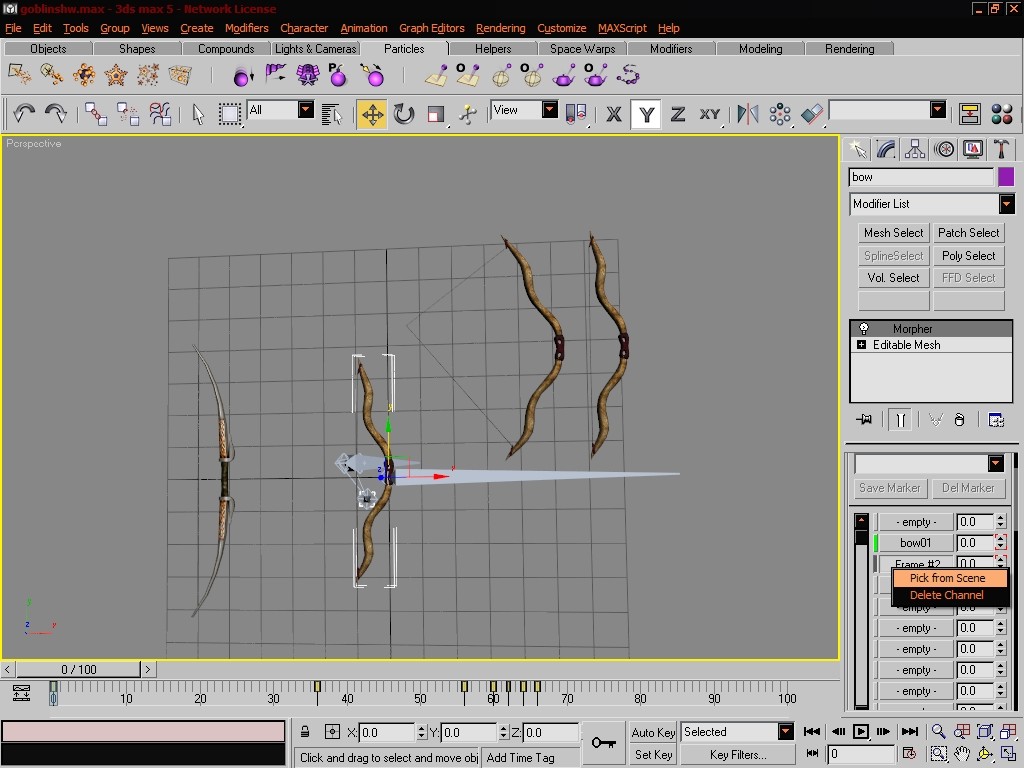 goblinshw.max - 3ds max 5 - Network License
File Edit Tools Group Views Create Modifiers Character Animation Graph Editors Rendering Customize MAXScript Help
Objects Shapes Compounds Lights & Cameras Particles Helpers Space Warps Modifiers Modeling Rendering
All View X Y Z XY
Perspective
bow
Modifier List
Mesh Select Patch Select
SplineSelect Poly Select
Vol. Select FFD Select
Morpher
Editable Mesh
Save Marker Del Marker
- empty - 0.0
bow01 0.0
Frame #2 0.0
Pick from Scene
Delete Channel
- empty - 0.0
- empty - 0.0
- empty - 0.0
- empty - 0.0
- empty - 0.0
y
z
x
0 / 100
0 10 20 30 40 50 60 70 80 90 100
X: 0.0 Y: 0.0 Z: 0.0 Auto Key Selected
Click and drag to select and move obj Add Time Tag Set Key Key Filters... 0